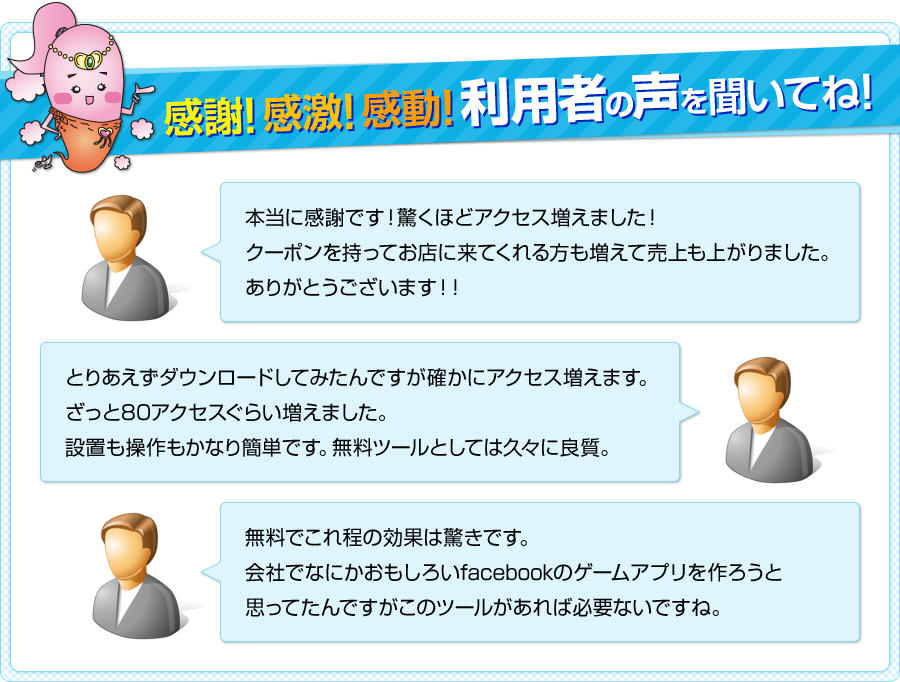 感謝！感激！感動！利用者の声を聞いてね！
本当に感謝です！驚くほどアクセス増えました！
クーポンを持ってお店に来てくれる方も増えて売上も上がりました。
ありがとうございます！！
とりあえずダウンロードしてみたんですが確かにアクセス増えます。
ざっと80アクセスぐらい増えました。
設置も操作もかなり簡単です。無料ツールとしては久々に良質。
無料でこれ程の効果は驚きです。
会社でなにかおもしろいfacebookのゲームアプリを作ろうと
思ってたんですがこのツールがあれば必要ないですね。